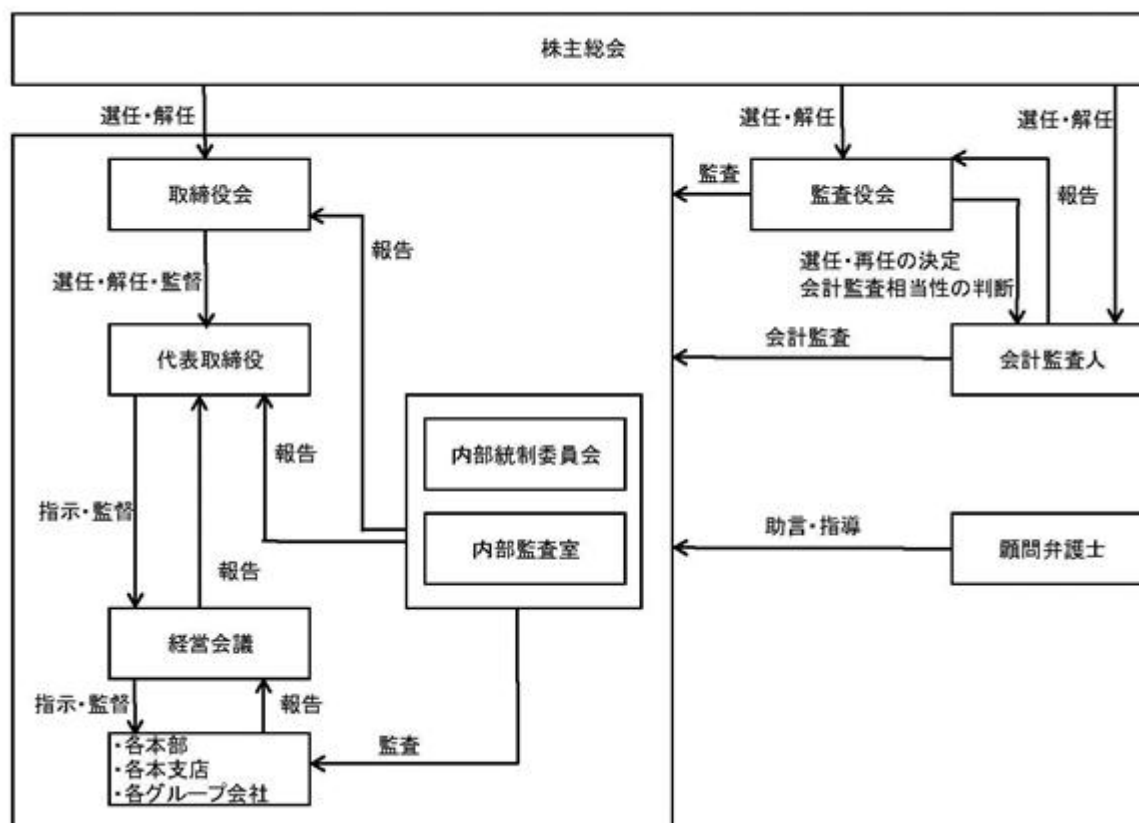 株主総会
選任・解任
選任・解任
選任・解任
取締役会
監査
監査役会
報告
報告
選任・解任・監督
選任・再任の決定
会計監査相当性の判断
代表取締役
会計監査
会計監査人
報告
内部統制委員会
指示・監督
内部監査室
助言・指導
顧問弁護士
報告
経営会議
指示・監督
報告
・各本部
・各本支店
・各グループ会社
監査